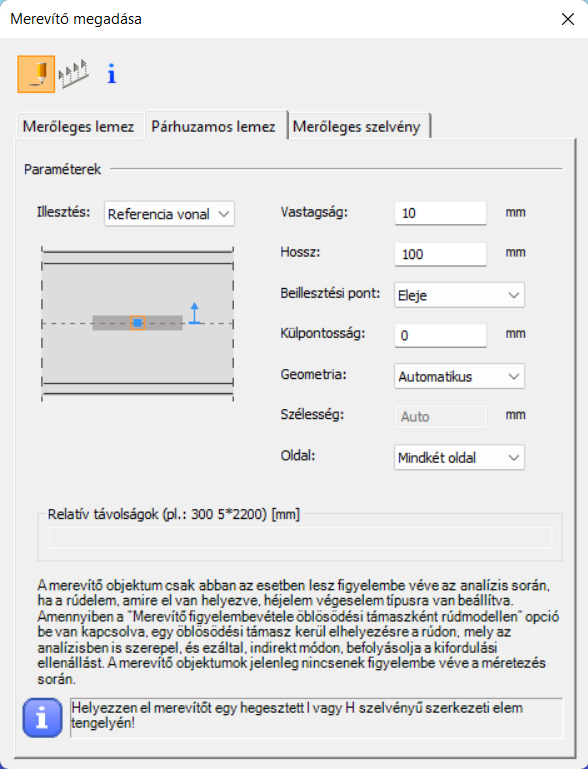 Merevítő megadása
Merőleges lemez
Párhuzamos lemez
Merőleges szelvény
Paraméterek
Illesztés: Referencia vonal
Vastagság: 10 mm
Hossz: 100 mm
Beillesztési pont: Eleje
Külpontosság: 0 mm
Geometria: Automatikus
Szélesség: Auto mm
Oldal: Mindkét oldal
Relatív távolságok (pl.: 300 5*2200) [mm]
A merevítő objektum csak abban az esetben lesz figyelembe véve az analízis során,
ha a rúdelem, amire el van helyezve, héjelem végeselem típusra van beállítva.
Amennyiben a "Merevítő figyelembevétele öblösödési támaszként rúdmodellen" opció
be van kapcsolva, egy öblösödési támasz kerül elhelyezésre a rúdon, mely az
analízisben is szerepel, és ezáltal, indirekt módon, befolyásolja a kifordulási
ellenállást. A merevítő objektumok jelenleg nincsenek figyelembe véve a méretezés
során.
Helyezzen el merevítőt egy hegesztett I vagy H szelvényű szerkezeti elem
tengelyén!